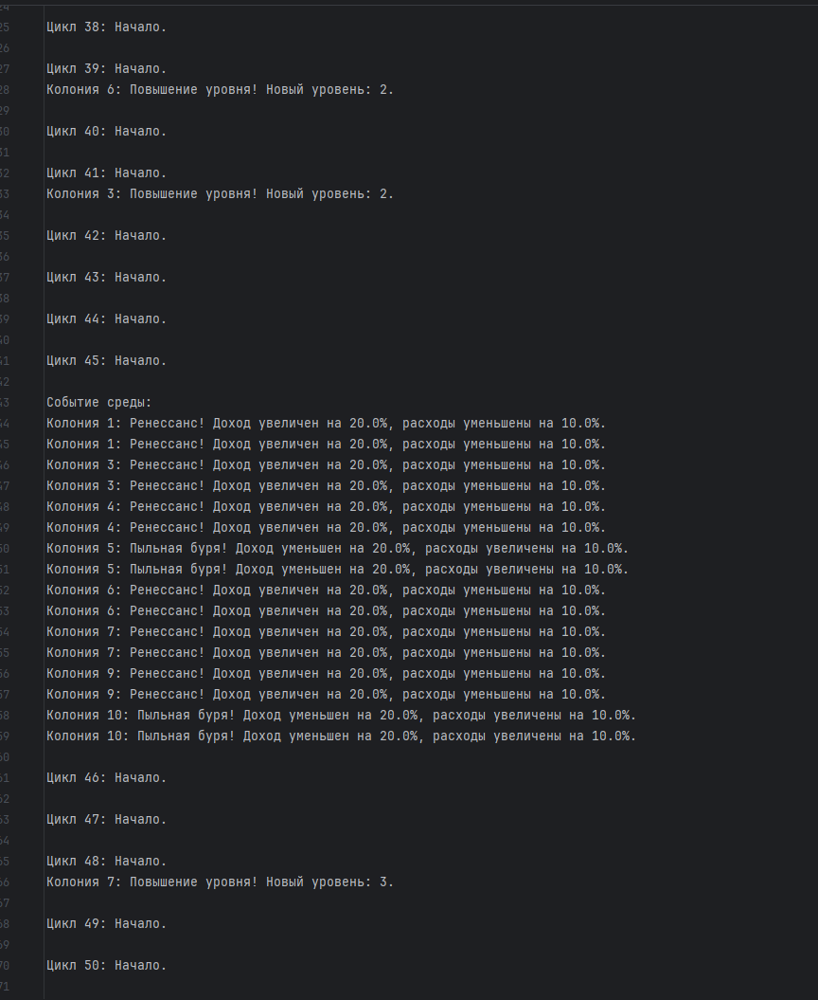 Цикл 38: Начало.
Цикл 39: Начало.
Колония 6: Повышение уровня! Новый уровень: 2.
Цикл 40: Начало.
Цикл 41: Начало.
Колония 3: Повышение уровня! Новый уровень: 2.
Цикл 42: Начало.
Цикл 43: Начало.
Цикл 44: Начало.
Цикл 45: Начало.
Событие среды:
Колония 1: Ренессанс! Доход увеличен на 20.0%, расходы уменьшены на 10.0%.
Колония 1: Ренессанс! Доход увеличен на 20.0%, расходы уменьшены на 10.0%.
Колония 3: Ренессанс! Доход увеличен на 20.0%, расходы уменьшены на 10.0%.
Колония 3: Ренессанс! Доход увеличен на 20.0%, расходы уменьшены на 10.0%.
Колония 4: Ренессанс! Доход увеличен на 20.0%, расходы уменьшены на 10.0%.
Колония 4: Ренессанс! Доход увеличен на 20.0%, расходы уменьшены на 10.0%.
Колония 5: Пыльная буря! Доход уменьшен на 20.0%, расходы увеличены на 10.0%.
Колония 5: Пыльная буря! Доход уменьшен на 20.0%, расходы увеличены на 10.0%.
Колония 6: Ренессанс! Доход увеличен на 20.0%, расходы уменьшены на 10.0%.
Колония 6: Ренессанс! Доход увеличен на 20.0%, расходы уменьшены на 10.0%.
Колония 7: Ренессанс! Доход увеличен на 20.0%, расходы уменьшены на 10.0%.
Колония 7: Ренессанс! Доход увеличен на 20.0%, расходы уменьшены на 10.0%.
Колония 9: Ренессанс! Доход увеличен на 20.0%, расходы уменьшены на 10.0%.
Колония 9: Ренессанс! Доход увеличен на 20.0%, расходы уменьшены на 10.0%.
Колония 10: Пыльная буря! Доход уменьшен на 20.0%, расходы увеличены на 10.0%.
Колония 10: Пыльная буря! Доход уменьшен на 20.0%, расходы увеличены на 10.0%.
Цикл 46: Начало.
Цикл 47: Начало.
Цикл 48: Начало.
Колония 7: Повышение уровня! Новый уровень: 3.
Цикл 49: Начало.
Цикл 50: Начало.